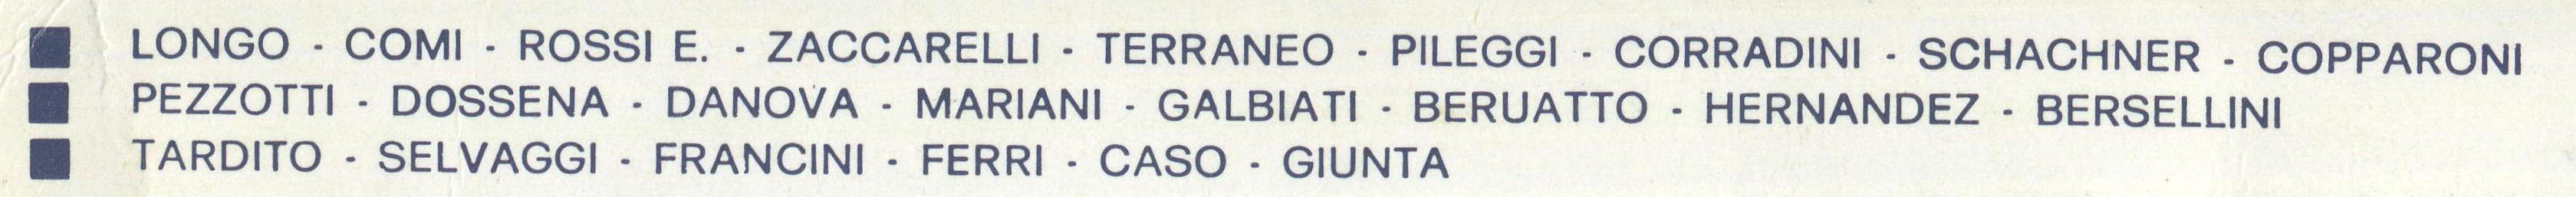 LONGO - COMI - ROSSI E. - ZACCARELLI - TERRANEO - PILEGGI - CORRADINI - SCHACHNER - COPPARONI
PEZZOTTI - DOSSENA - DANOVA - MARIANI - GALBIATI - BERUATTO - HERNANDEZ - BERSELLINI
TARDITO - SELVAGGI - FRANCINI - FERRI - CASO - GIUNTA